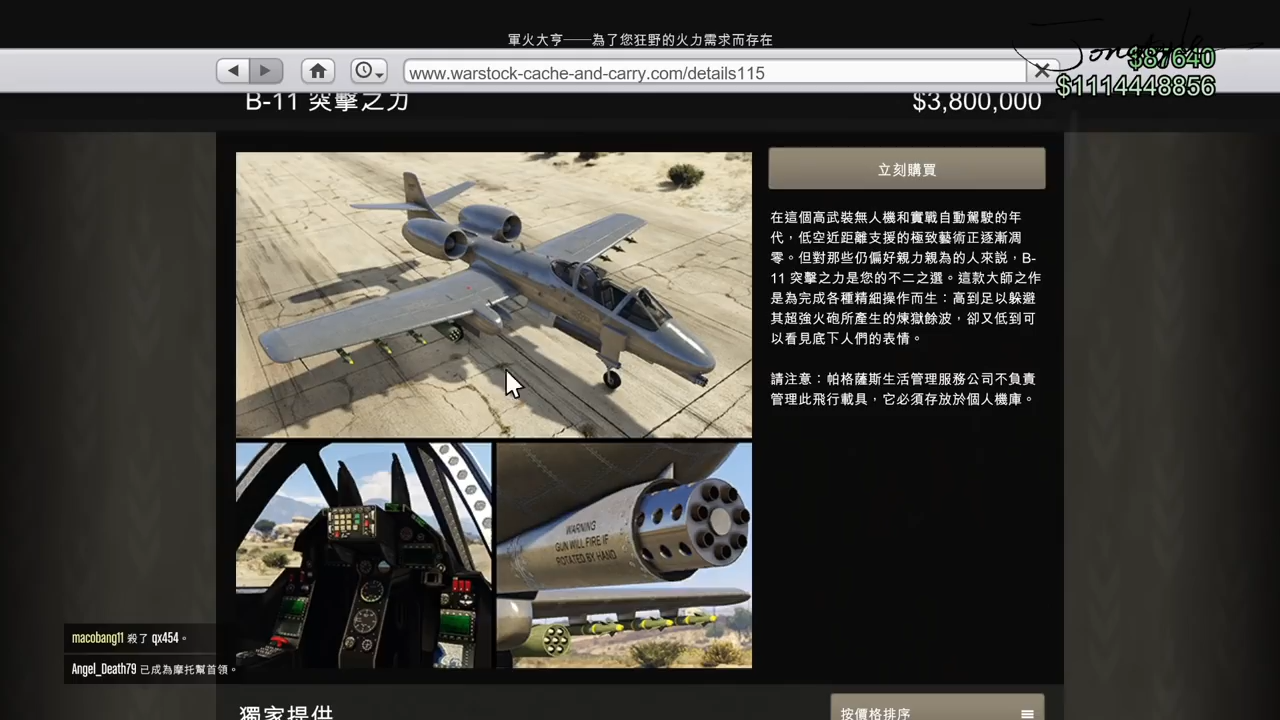 軍火大亨──為了您狂野的火力需求而存在
www.warstock-cache-and-carry.com/details115
$87640
$1114448856
B-11 突擊之力
$3,800,000
立刻購買
在這個高武裝無人機和實戰自動駕駛的年
代，低空近距離支援的極致藝術正逐漸凋
零。但對那些仍偏好親力親為的人來説，B-
11 突擊之力是您的不二之選。這款大師之作
是為完成各種精細操作而生：高到足以躲避
其超強火砲所產生的煉獄餘波，卻又低到可
以看見底下人們的表情。
請注意：帕格薩斯生活管理服務公司不負責
管理此飛行載具，它必須存放於個人機庫。
WARNING
GUN WILL FIRE IF
ROTATED BY HAND
macobang11 殺了 qx454。
Angel_Death79 已成為摩托幫首領。
獨家提供
按價格排序